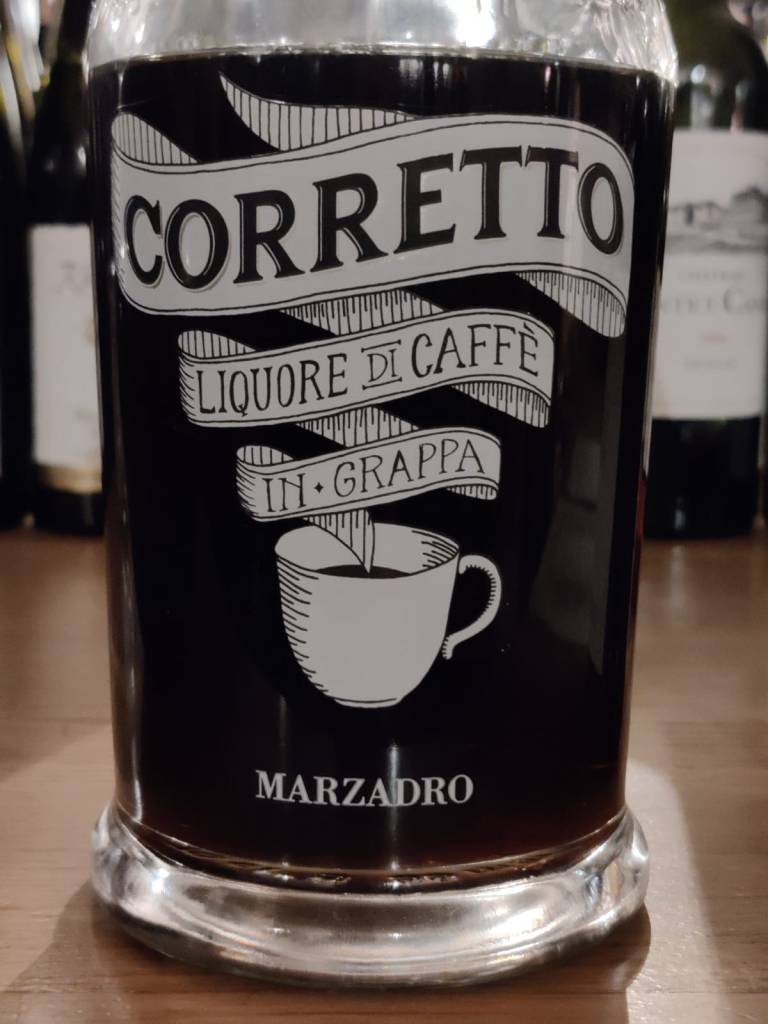 CORRETTO
LIQUORE DI CAFFÈ
IN · GRAPPA
MARZADRO